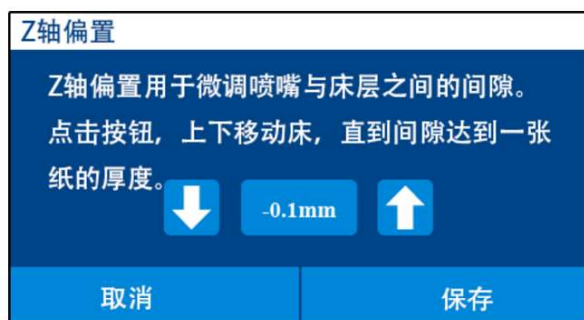 Z轴偏置
Z轴偏置用于微调喷嘴与床层之间的间隙。
点击按钮，上下移动床，直到间隙达到一张
纸的厚度。
-0.1mm
取消
保存